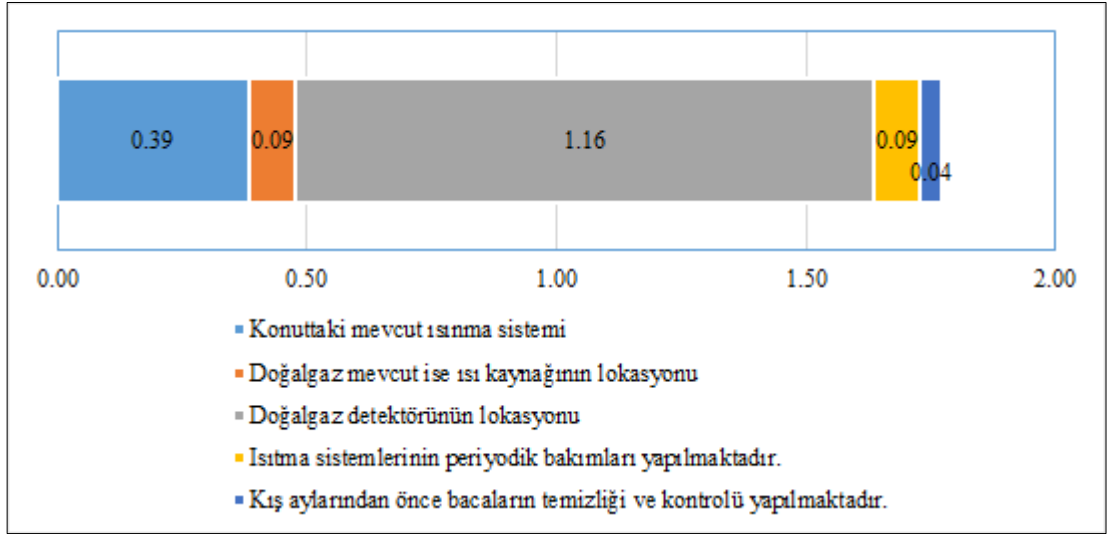 0.39 0.09 1.16 0.09 0.04
0.00 0.50 1.00 1.50 2.00
Konuttaki mevcut ısınma sistemi
Doğalgaz mevcut ise ısı kaynağının lokasyonu
Doğalgaz detektörünün lokasyonu
Isıtma sistemlerinin periyodik bakımları yapılmaktadır.
Kış aylarından önce bacaların temizliği ve kontrolü yapılmaktadır.